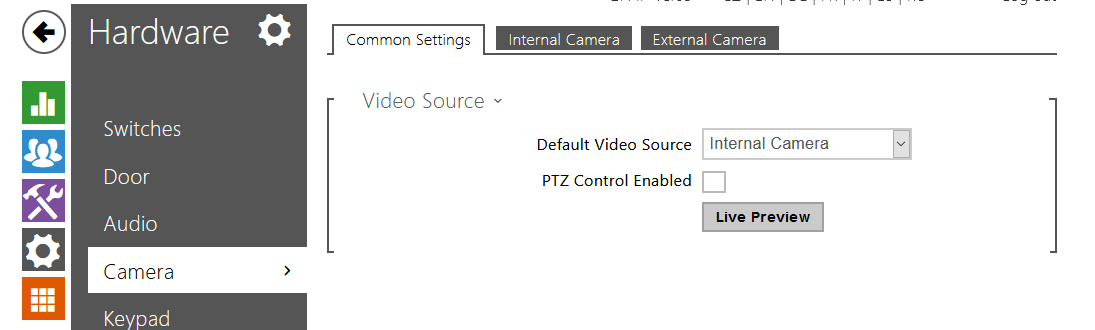 Hardware
Switches
Door
Audio
Camera
Keypad
Common Settings
Internal Camera
External Camera
Video Source
Default Video Source
Internal Camera
PTZ Control Enabled
Live Preview